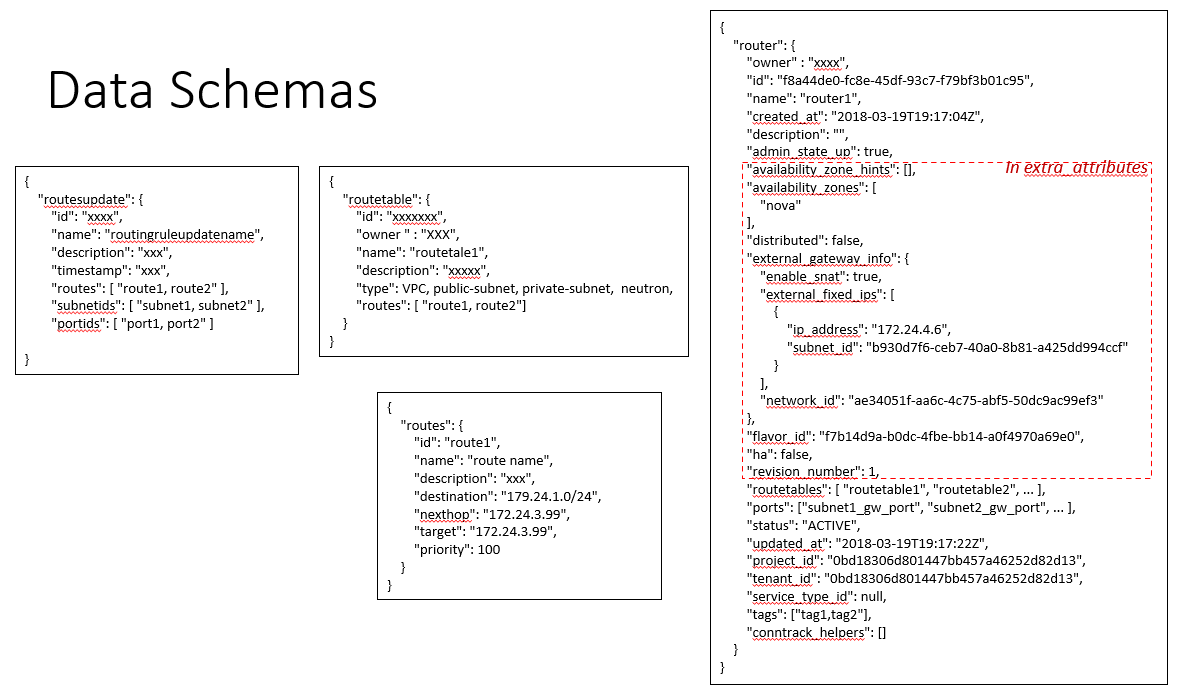 Data Schemas
{
"routesupdate": {
"id": "xxxx",
"name": "routingruleupdatename",
"description": "xxx",
"timestamp": "xxx",
"routes": [ "route1, route2" ],
"subnetids": [ "subnet1, subnet2" ],
"portids": [ "port1, port2" ]
}
{
"routetable": {
"id": "xxxxxxx",
"owner " : "XXX",
"name": "routetale1",
"description": "xxxxx",
"type": VPC, public-subnet, private-subnet,  neutron,
"routes": [ "route1, route2"]
}
}
{
"routes": {
"id": "route1",
"name": "route name",
"description": "xxx",
"destination": "179.24.1.0/24",
"nexthop": "172.24.3.99",
"target": "172.24.3.99",
"priority": 100
}
}
{
"router": {
"owner" : "xxxx",
"id": "f8a44de0-fc8e-45df-93c7-f79bf3b01c95",
"name": "router1",
"created_at": "2018-03-19T19:17:04Z",
"description": "",
"admin_state_up": true,
"availability_zone_hints": [],
In extra_attributes
"availability_zones": [
"nova"
],
"distributed": false,
"external_gateway_info": {
"enable_snat": true,
"external_fixed_ips": [
{
"ip_address": "172.24.4.6",
"subnet_id": "b930d7f6-ceb7-40a0-8b81-a425dd994ccf"
}
],
"network_id": "ae34051f-aa6c-4c75-abf5-50dc9ac99ef3"
},
"flavor_id": "f7b14d9a-b0dc-4fbe-bb14-a0f4970a69e0",
"ha": false,
"revision_number": 1,
"routetables": [ "routetable1", "routetable2", ... ],
"ports": ["subnet1_gw_port", "subnet2_gw_port", ... ],
"status": "ACTIVE",
"updated_at": "2018-03-19T19:17:22Z",
"project_id": "0bd18306d801447bb457a46252d82d13",
"tenant_id": "0bd18306d801447bb457a46252d82d13",
"service_type_id": null,
"tags": ["tag1,tag2"],
"conntrack_helpers": []
}
}